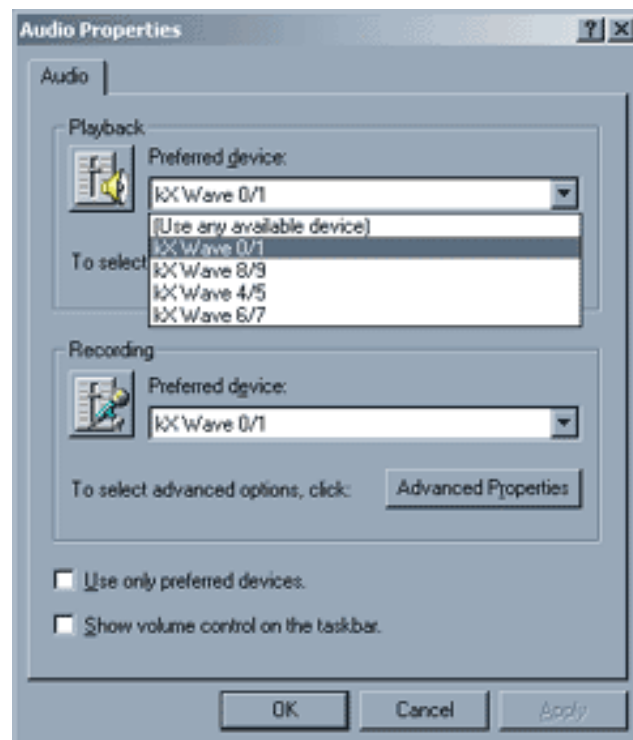 Audio Properties
Audio
Playback
Preferred device:
kX Wave 0/1
(Use any available device)
kX Wave 0/1
To select
kX Wave 8/9
kX Wave 4/5
kX Wave 6/7
Recording
Preferred device:
kX Wave 0/1
To select advanced options, click:
Advanced Properties
Use only preferred devices.
Show volume control on the taskbar.
OK
Cancel
Apply